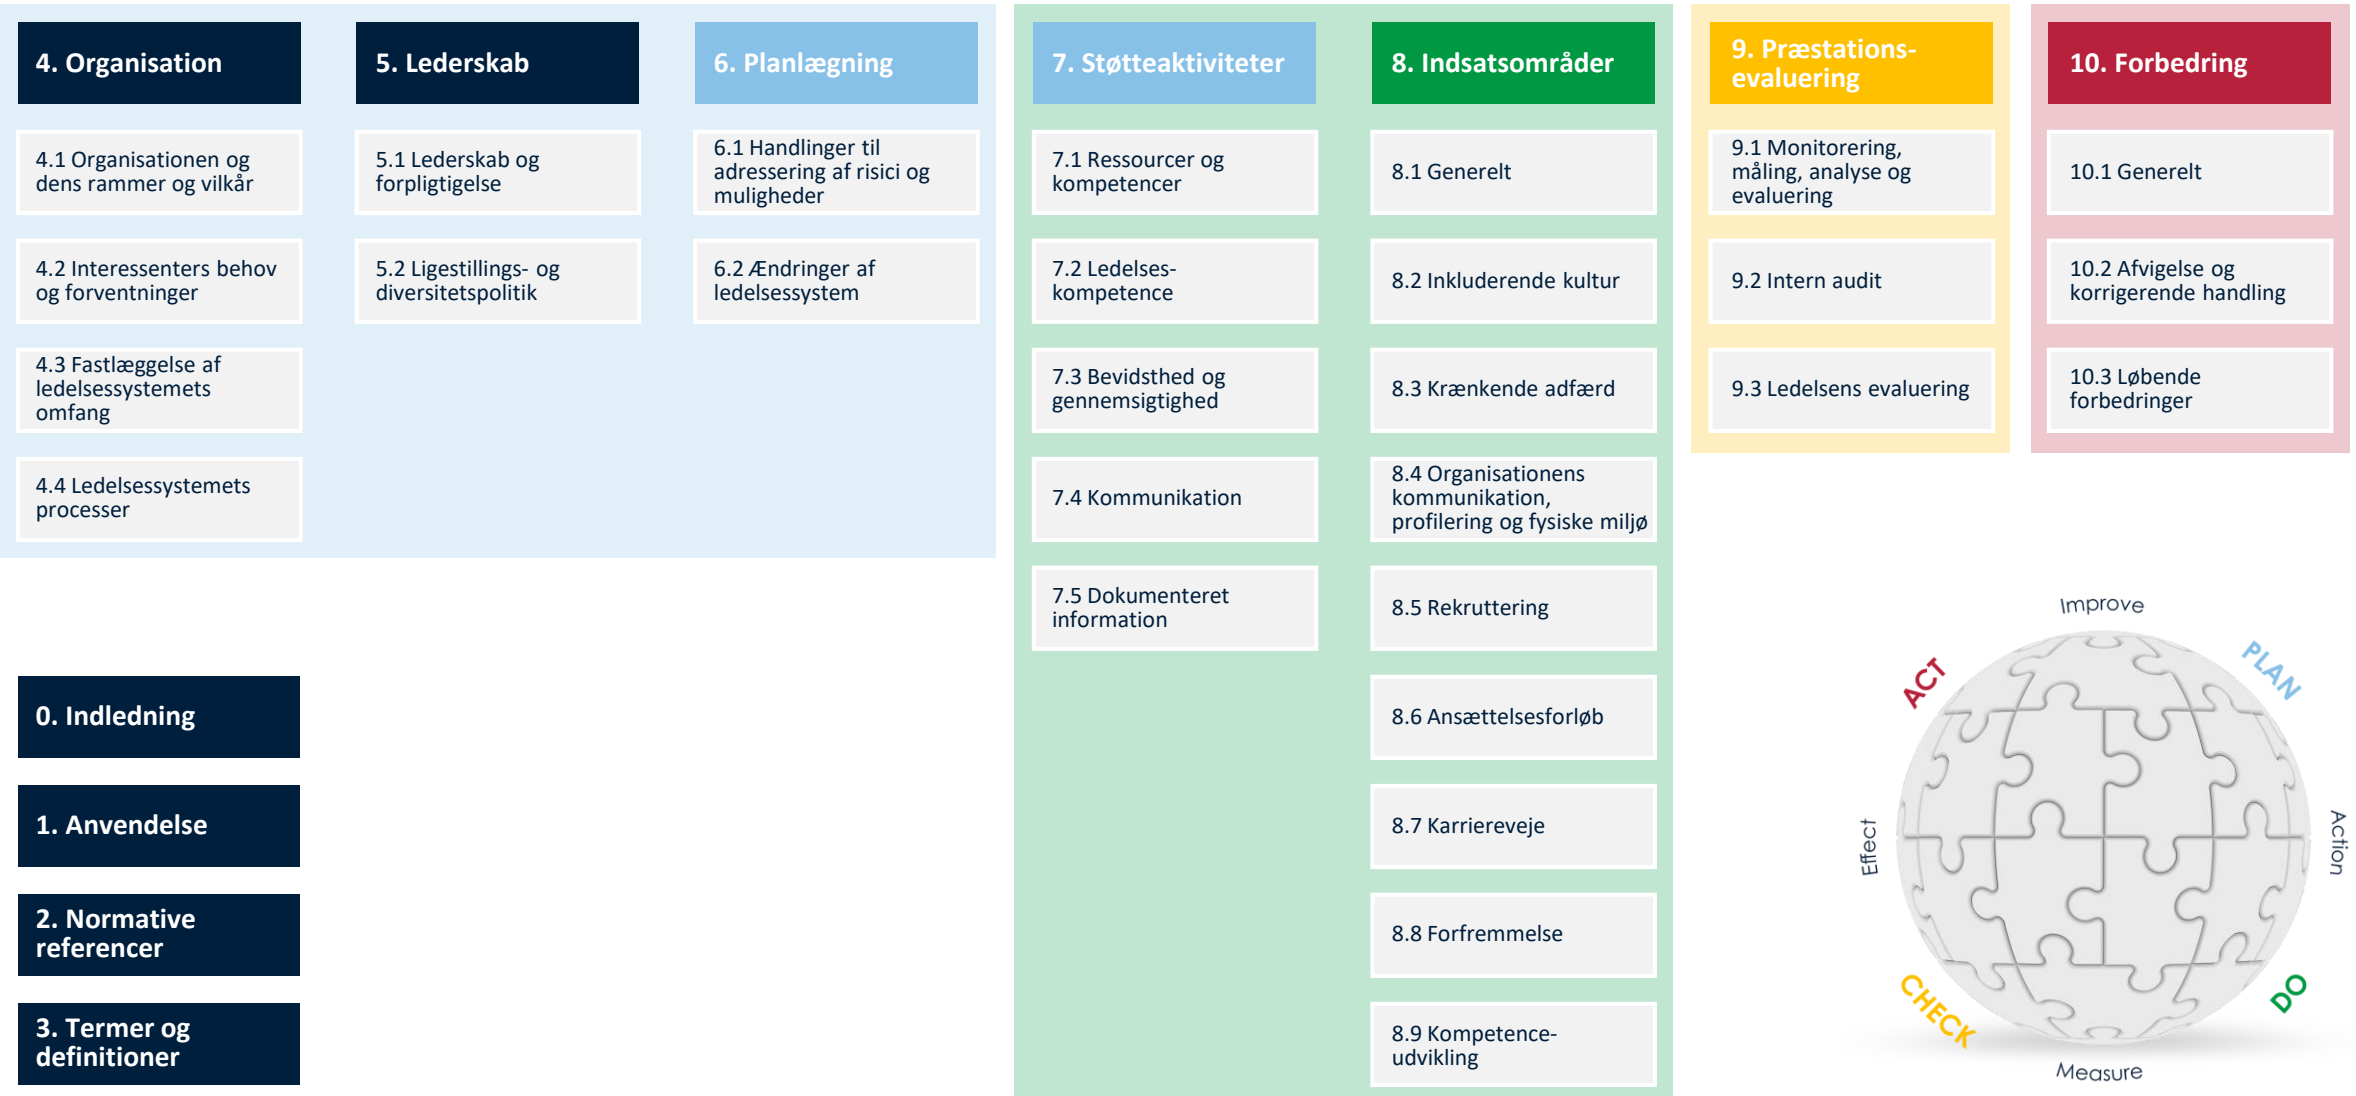 4. Organisation
4.1 Organisationen og
dens rammer og vilkår
4.2 Interessenters behov
og forventninger
4.3 Fastlæggelse af
ledelsessystemets
omfang
4.4 Ledelsessystemets
processer
5. Lederskab
5.1 Lederskab og
forpligtigelse
5.2 Ligestillings- og
diversitetspolitik
6. Planlægning
6.1 Handlinger til
adressering af risici og
muligheder
6.2 Ændringer af
ledelsessystem
7. Støtteaktiviteter
7.1 Ressourcer og
kompetencer
7.2 Ledelses-
kompetence
7.3 Bevidsthed og
gennemsigtighed
7.4 Kommunikation
7.5 Dokumenteret
information
8. Indsatsområder
8.1 Generelt
8.2 Inkluderende kultur
8.3 Krænkende adfærd
8.4 Organisationens
kommunikation,
profilering og fysiske miljø
8.5 Rekruttering
8.6 Ansættelsesforløb
8.7 Karriereveje
8.8 Forfremmelse
8.9 Kompetence-
udvikling
9. Præstations-
evaluering
9.1 Monitorering,
måling, analyse og
evaluering
9.2 Intern audit
9.3 Ledelsens evaluering
10. Forbedring
10.1 Generelt
10.2 Afvigelse og
korrigerende handling
10.3 Løbende
forbedringer
0. Indledning
1. Anvendelse
2. Normative
referencer
3. Termer og
definitioner
Improve
PLAN
Action
DO
Measure
CHECK
Effect
ACT